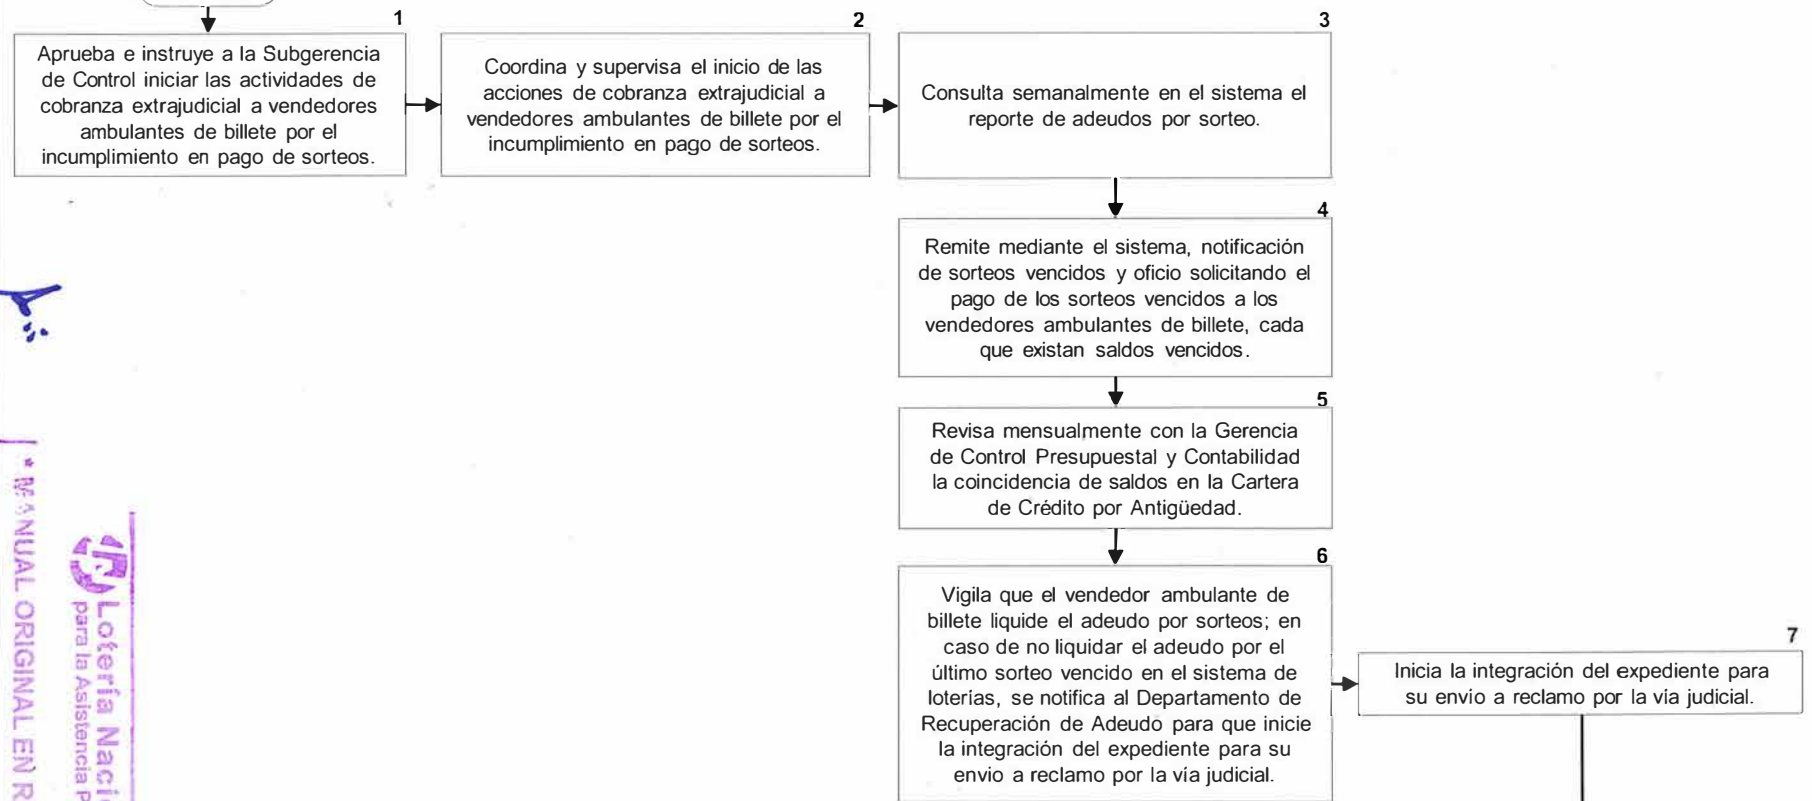 1
Aprueba e instruye a la Subgerencia
de Control iniciar las actividades de
cobranza extrajudicial a vendedores
ambulantes de billete por el
incumplimiento en pago de sorteos.
2
Coordina y supervisa el inicio de las
acciones de cobranza extrajudicial a
vendedores ambulantes de billete por el
incumplimiento en pago de sorteos.
3
Consulta semanalmente en el sistema el
reporte de adeudos por sorteo.
4
Remite mediante el sistema, notificación
de sorteos vencidos y oficio solicitando el
pago de los sorteos vencidos a los
vendedores ambulantes de billete, cada
que existan saldos vencidos.
5
Revisa mensualmente con la Gerencia
de Control Presupuestal y Contabilidad
la coincidencia de saldos en la Cartera
de Crédito por Antigüedad.
6
Vigila que el vendedor ambulante de
billete liquide el adeudo por sorteos; en
caso de no liquidar el adeudo por el
último sorteo vencido en el sistema de
loterías, se notifica al Departamento de
Recuperación de Adeudo para que inicie
la integración del expediente para su
envio a reclamo por la vía judicial.
7
Inicia la integración del expediente para
su envio a reclamo por la vía judicial.
Lotería Naci
para la Asistencia P
* MANUAL ORIGINAL EN R